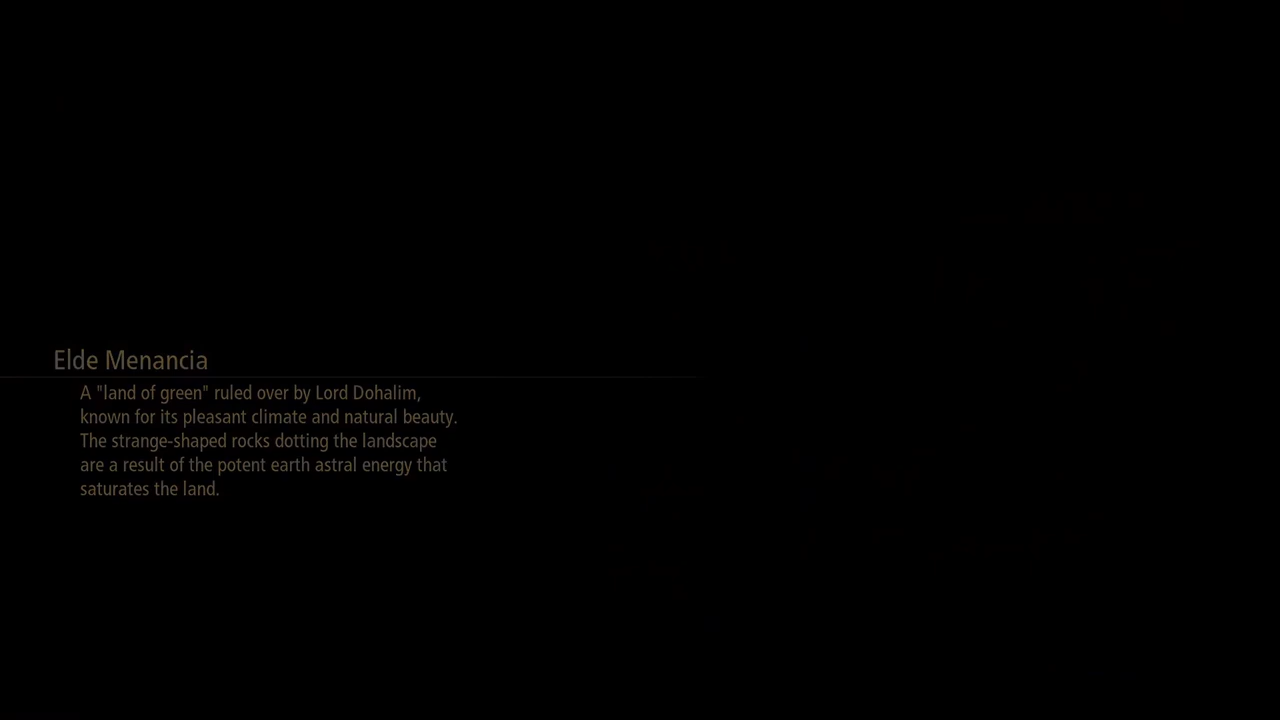 Elde Menancia
A "land of green" ruled over by Lord Dohalim,
known for its pleasant climate and natural beauty.
The strange-shaped rocks dotting the landscape
are a result of the potent earth astral energy that
saturates the land.